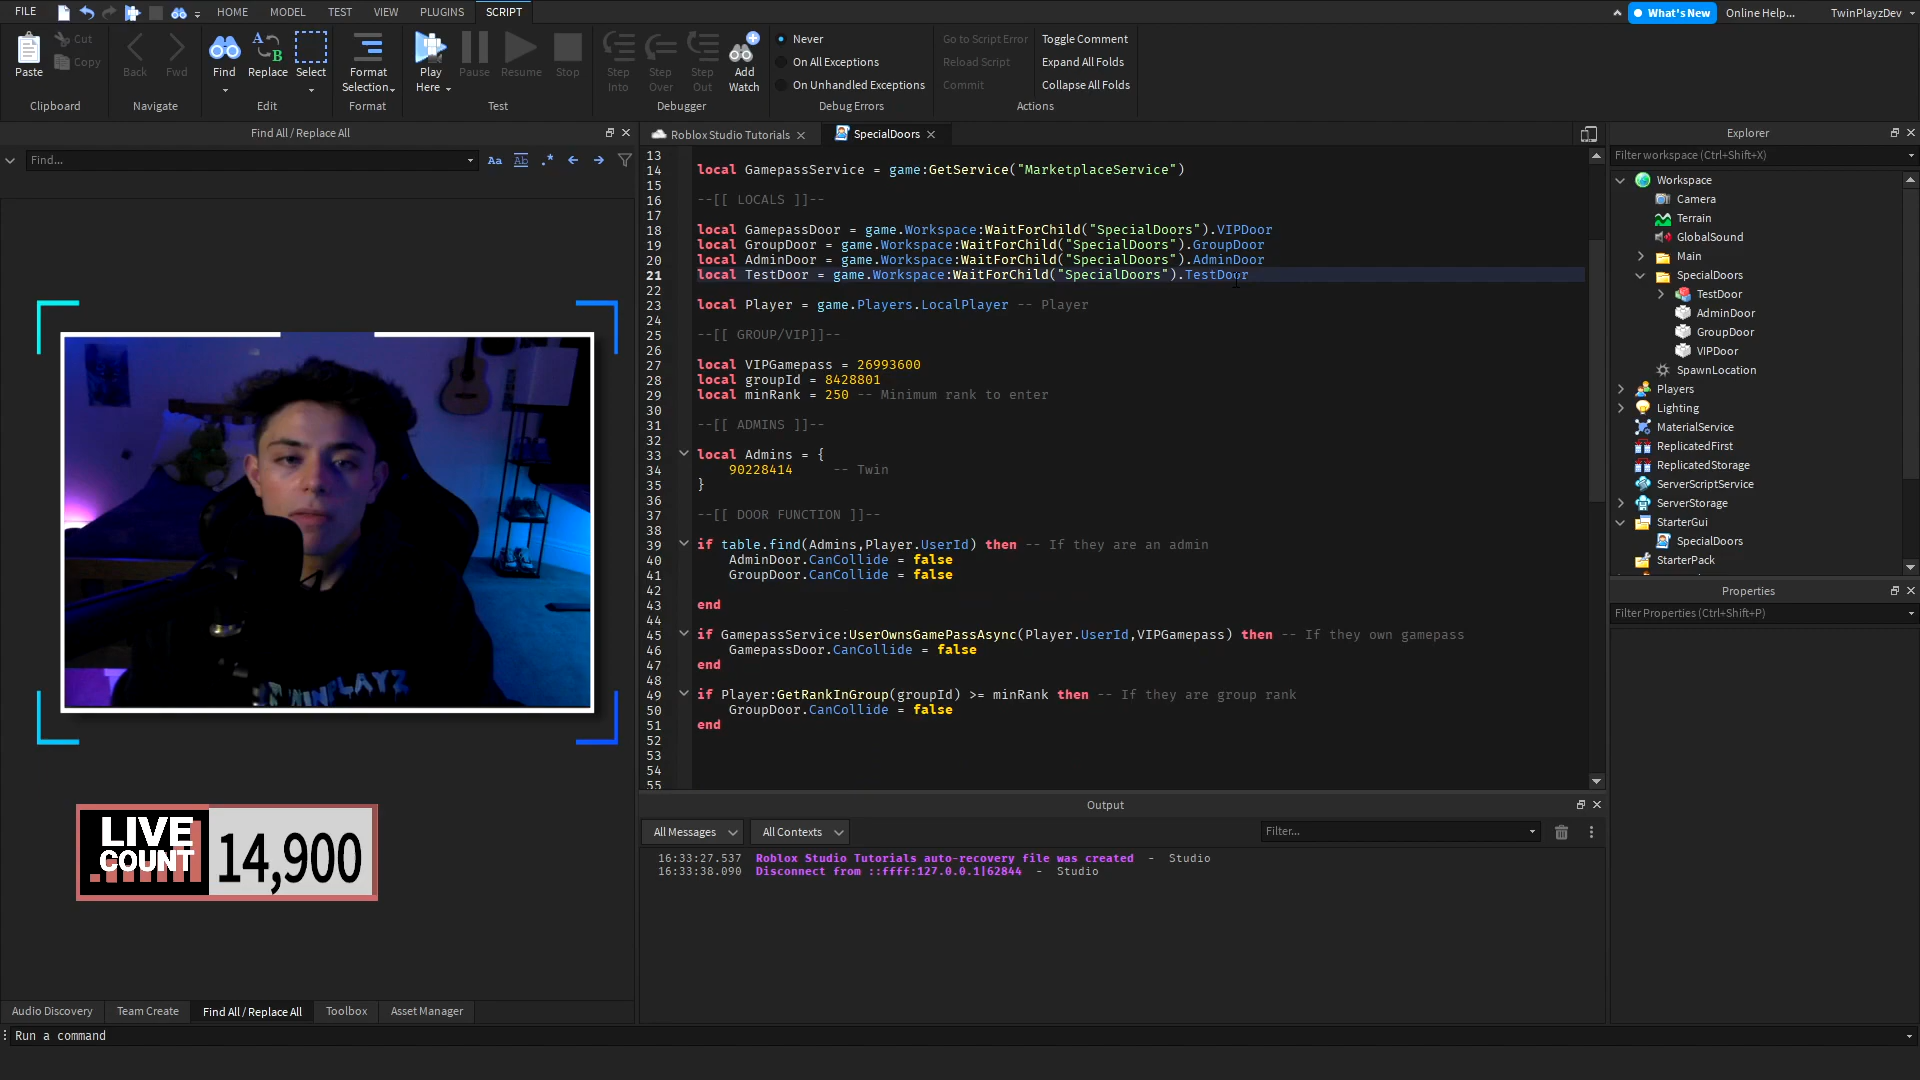 FILE HOME MODEL TEST VIEW PLUGINS SCRIPT What's New Online Help... TwinPlayzDev
Paste Cut Copy Clipboard
Back Fwd Navigate
Find Replace Select Edit
Format Selection Format
Play Here Pause Resume Stop Test
Step Into Step Over Step Out Add Watch Debugger
Never
On All Exceptions
On Unhandled Exceptions
Debug Errors
Go to Script Error
Reload Script
Commit
Toggle Comment
Expand All Folds
Collapse All Folds
Actions
Find All / Replace All
Find...
Aa Ab .*
LIVE
COUNT
14,900
Audio Discovery Team Create Find All / Replace All Toolbox Asset Manager
Run a command
Roblox Studio Tutorials SpecialDoors
13
14 local GamepassService = game:GetService("MarketplaceService")
15
16 --[[ LOCALS ]]--
17
18 local GamepassDoor = game.Workspace:WaitForChild("SpecialDoors").VIPDoor
19 local GroupDoor = game.Workspace:WaitForChild("SpecialDoors").GroupDoor
20 local AdminDoor = game.Workspace:WaitForChild("SpecialDoors").AdminDoor
21 local TestDoor = game.Workspace:WaitForChild("SpecialDoors").TestDoor
22
23 local Player = game.Players.LocalPlayer -- Player
24
25 --[[ GROUP/VIP]]--
26
27 local VIPGamepass = 26993600
28 local groupId = 8428801
29 local minRank = 250 -- Minimum rank to enter
30
31 --[[ ADMINS ]]--
32
33 local Admins = {
34 90228414 -- Twin
35 }
36
37 --[[ DOOR FUNCTION ]]--
38
39 if table.find(Admins,Player.UserId) then -- If they are an admin
40 AdminDoor.CanCollide = false
41 GroupDoor.CanCollide = false
42
43 end
44
45 if GamepassService:UserOwnsGamePassAsync(Player.UserId,VIPGamepass) then -- If they own gamepass
46 GamepassDoor.CanCollide = false
47 end
48
49 if Player:GetRankInGroup(groupId) >= minRank then -- If they are group rank
50 GroupDoor.CanCollide = false
51 end
52
53
54
55
Output
All Messages All Contexts Filter...
16:33:27.537 Roblox Studio Tutorials auto-recovery file was created - Studio
16:33:38.090 Disconnect from ::ffff:127.0.0.1|62844 - Studio
Explorer
Filter workspace (Ctrl+Shift+X)
Workspace
Camera
Terrain
GlobalSound
Main
SpecialDoors
TestDoor
AdminDoor
GroupDoor
VIPDoor
SpawnLocation
Players
Lighting
MaterialService
ReplicatedFirst
ReplicatedStorage
ServerScriptService
ServerStorage
StarterGui
SpecialDoors
StarterPack
Properties
Filter Properties (Ctrl+Shift+P)